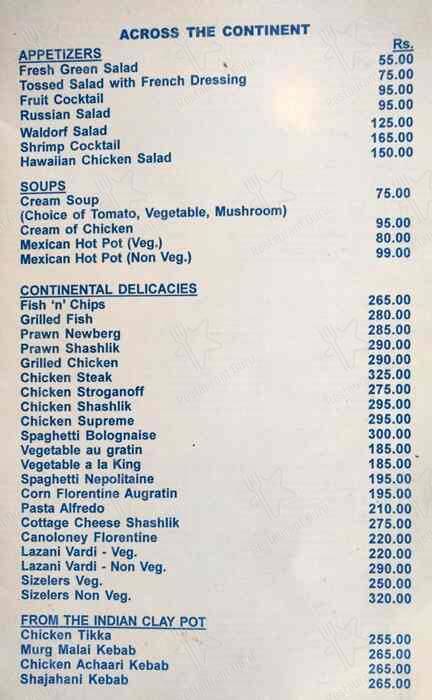 ACROSS THE CONTINENT
APPETIZERS Rs.
Fresh Green Salad 55.00
Tossed Salad with French Dressing 75.00
Fruit Cocktail 95.00
Russian Salad 95.00
Waldorf Salad 125.00
Shrimp Cocktail 165.00
Hawaiian Chicken Salad 150.00
SOUPS
Cream Soup 75.00
(Choice of Tomato, Vegetable, Mushroom)
Cream of Chicken 95.00
Mexican Hot Pot (Veg.) 80.00
Mexican Hot Pot (Non Veg.) 99.00
CONTINENTAL DELICACIES
Fish 'n' Chips 265.00
Grilled Fish 280.00
Prawn Newberg 285.00
Prawn Shashlik 290.00
Grilled Chicken 290.00
Chicken Steak 325.00
Chicken Stroganoff 275.00
Chicken Shashlik 295.00
Chicken Supreme 295.00
Spaghetti Bolognaise 300.00
Vegetable au gratin 185.00
Vegetable a la King 185.00
Spaghetti Nepolitaine 195.00
Corn Florentine Augratin 195.00
Pasta Alfredo 210.00
Cottage Cheese Shashlik 275.00
Canoloney Florentine 220.00
Lazani Vardi - Veg. 220.00
Lazani Vardi - Non Veg. 290.00
Sizelers Veg. 250.00
Sizelers Non Veg. 320.00
FROM THE INDIAN CLAY POT
Chicken Tikka 255.00
Murg Malai Kebab 265.00
Chicken Achaari Kebab 265.00
Shajahani Kebab 265.00